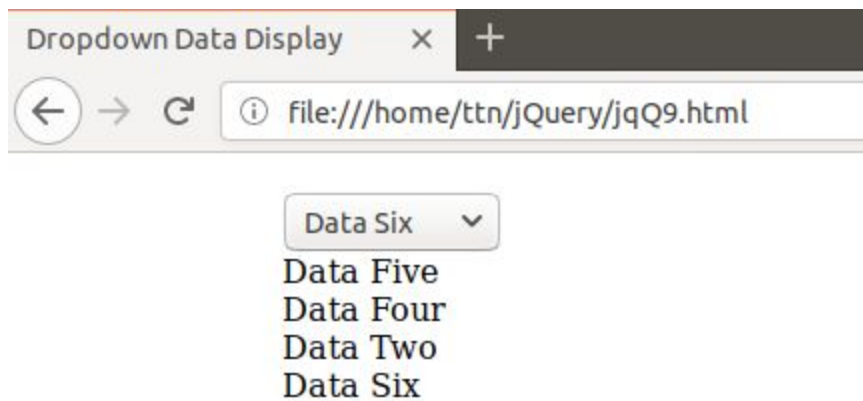 Dropdown Data Display
file:///home/ttn/jQuery/jqQ9.html
Data Six
Data Five
Data Four
Data Two
Data Six